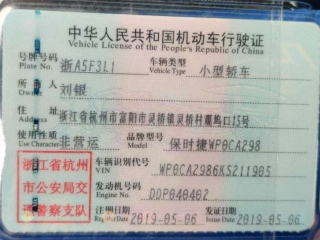 中华人民共和国机动车行驶证
Vehicle License of the People's Republic of China
号牌号码 浙A5F3L1 车辆类型 小型轿车
Plate No. Vehicle Type
所有人 刘银
Owner
住址 浙江省杭州市富阳市灵桥镇灵桥村 15号
Address
使用性质 非营运 品牌型号 保时捷WP0CA298
Use Character Model
浙江省杭州 车辆识别代号 WP0CA2986KS211905
VIN
市公安局交 发动机号码 DDP040402
Engine No.
通警察支队 注册日期 2019-05-06 发证日期 2019-05-06
Register Date Issue Date